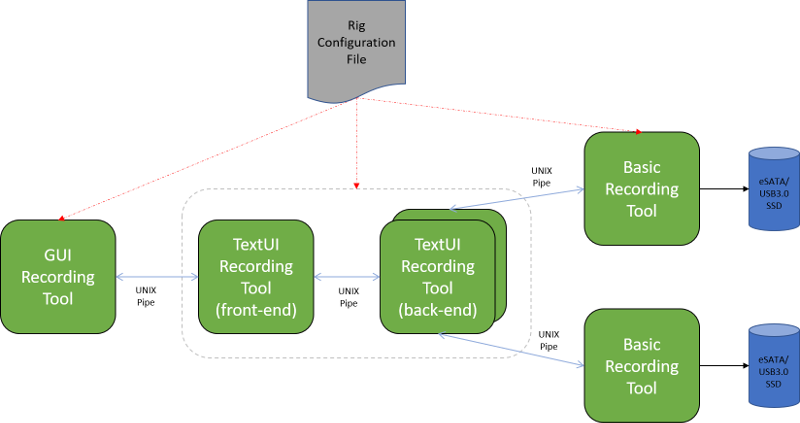 Rig
Configuration
File
UNIX
Pipe
Basic
Recording
Tool
eSATA/
USB3.0
SSD
GUI
Recording
Tool
UNIX
Pipe
TextUI
Recording
Tool
(front-end)
UNIX
Pipe
TextUI
Recording
Tool
(back-end)
UNIX
Pipe
Basic
Recording
Tool
eSATA/
USB3.0
SSD